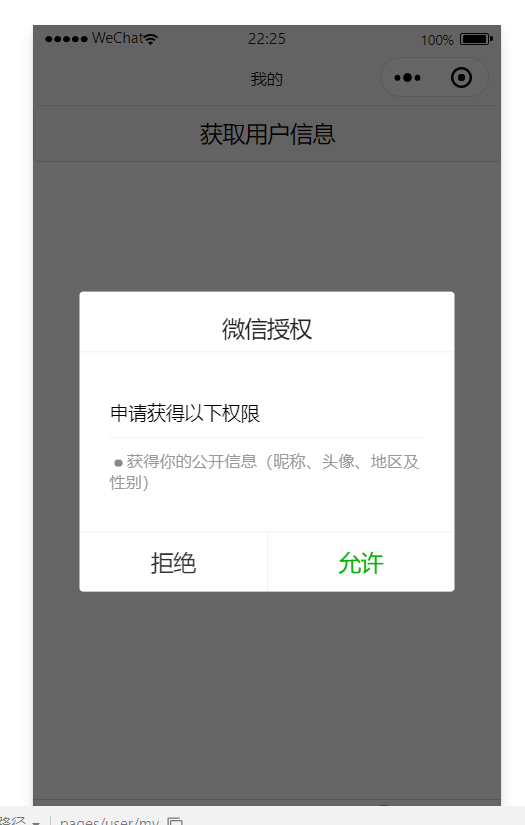 ●●●●● WeChat 22:25 100%
我的
获取用户信息
微信授权
申请获得以下权限
●获得你的公开信息（昵称、头像、地区及
性别）
拒绝 允许
路径 pages/user/my